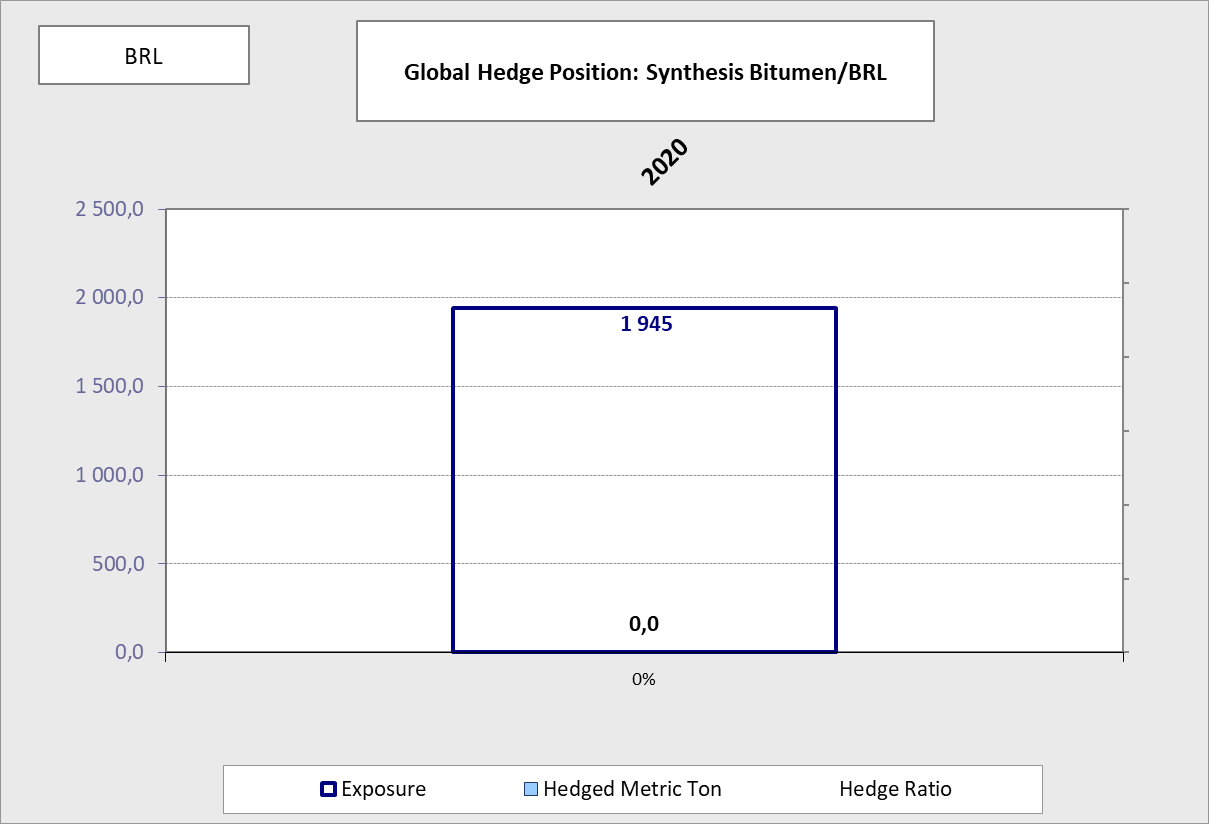 BRL
Global Hedge Position: Synthesis Bitumen/BRL
2020
2 500,0
2 000,0
1 945
1 500,0
1 000,0
500,0
0,0
0,0
0%
Exposure
Hedged Metric Ton
Hedge Ratio